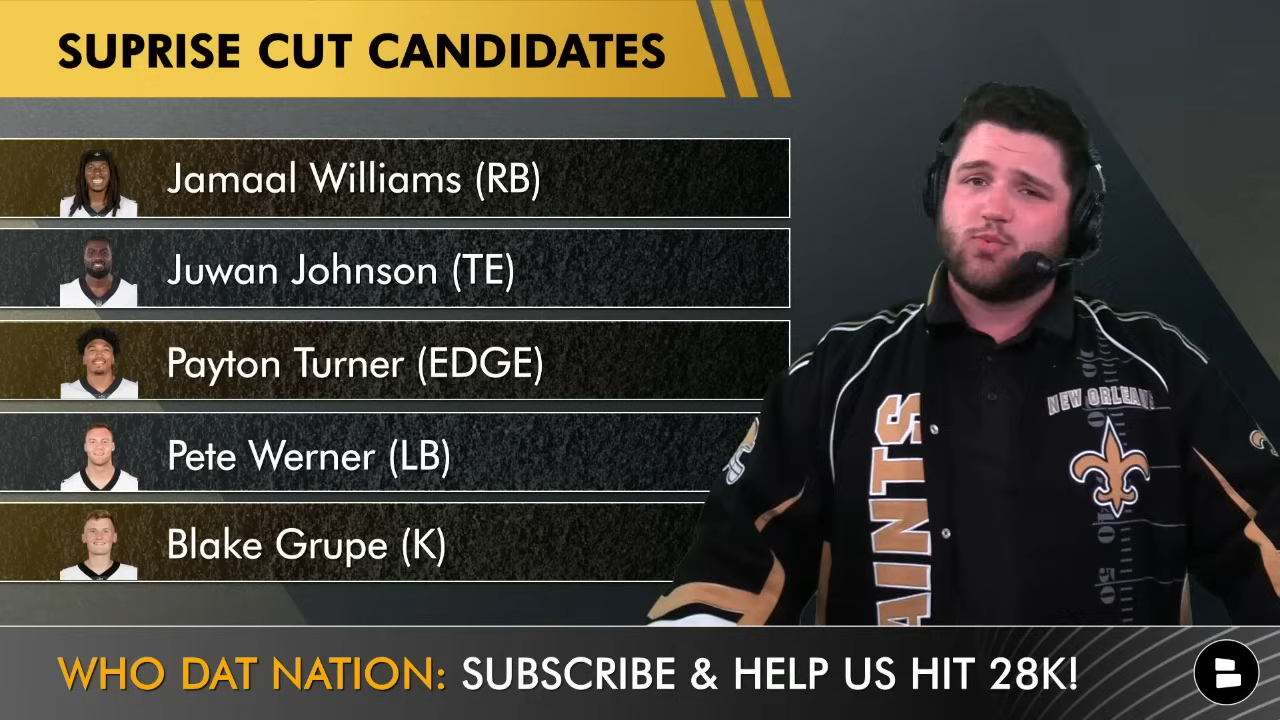 SUPRISE CUT CANDIDATES
Jamaal Williams (RB)
Juwan Johnson (TE)
Payton Turner (EDGE)
Pete Werner (LB)
Blake Grupe (K)
NEW ORLEANS
AINTS
WHO DAT NATION: SUBSCRIBE & HELP US HIT 28K!